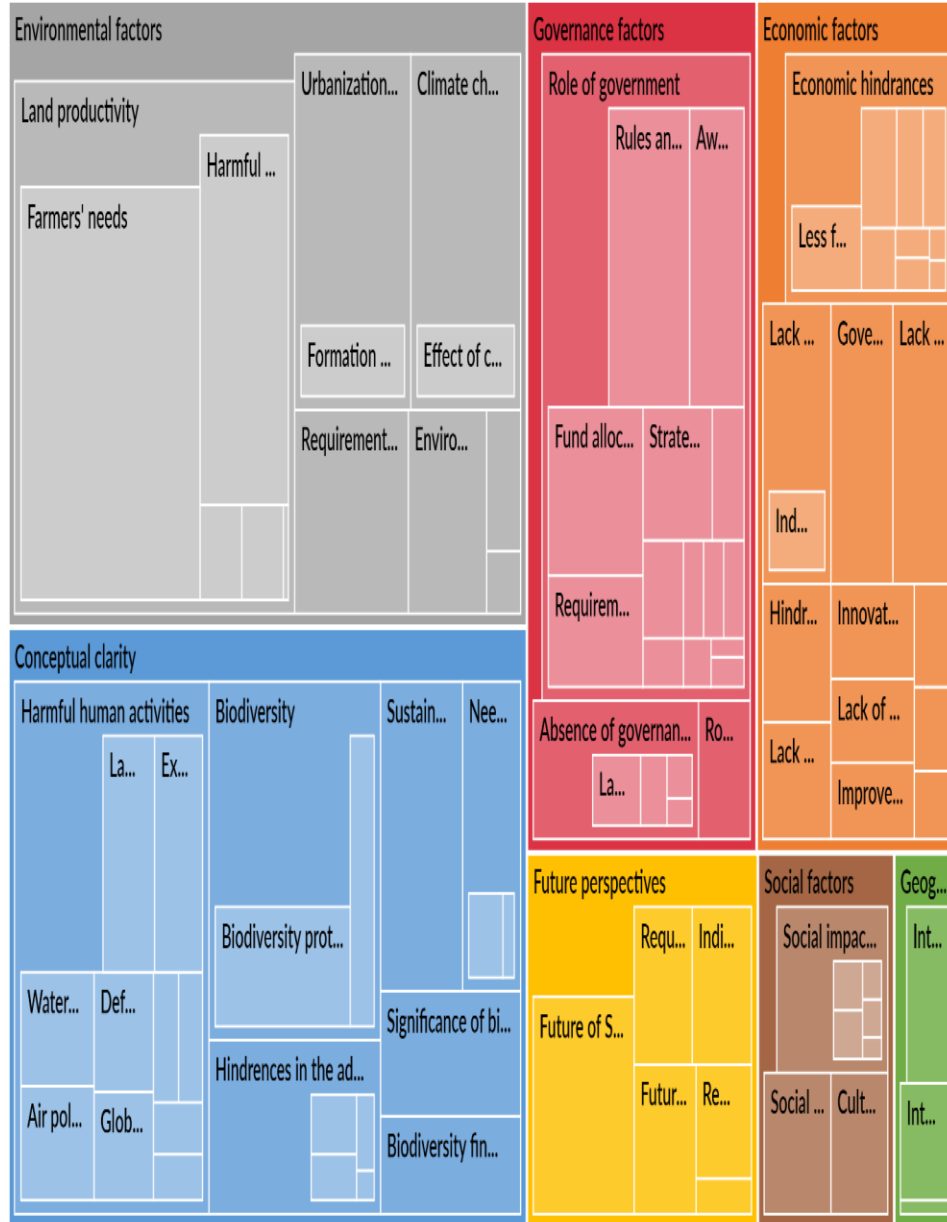 Environmental factors
Land productivity
Farmers' needs
Harmful ...
Urbanization...
Formation ...
Climate ch...
Effect of c...
Requirement...
Enviro...
Conceptual clarity
Harmful human activities
La...
Ex...
Water...
Def...
Air pol...
Glob...
Biodiversity
Biodiversity prot...
Hindrences in the ad...
Sustain...
Nee...
Significance of bi...
Biodiversity fin...
Governance factors
Role of government
Rules an...
Aw...
Fund alloc...
Strate...
Requirem...
Absence of governan...
La...
Ro...
Economic factors
Economic hindrances
Less f...
Lack ...
Ind...
Gove...
Lack ...
Hindr...
Innovat...
Lack of ...
Lack ...
Improve...
Future perspectives
Future of S...
Requ...
Indi...
Futur...
Re...
Social factors
Social impac...
Social ...
Cult...
Geog...
Int...
Int...